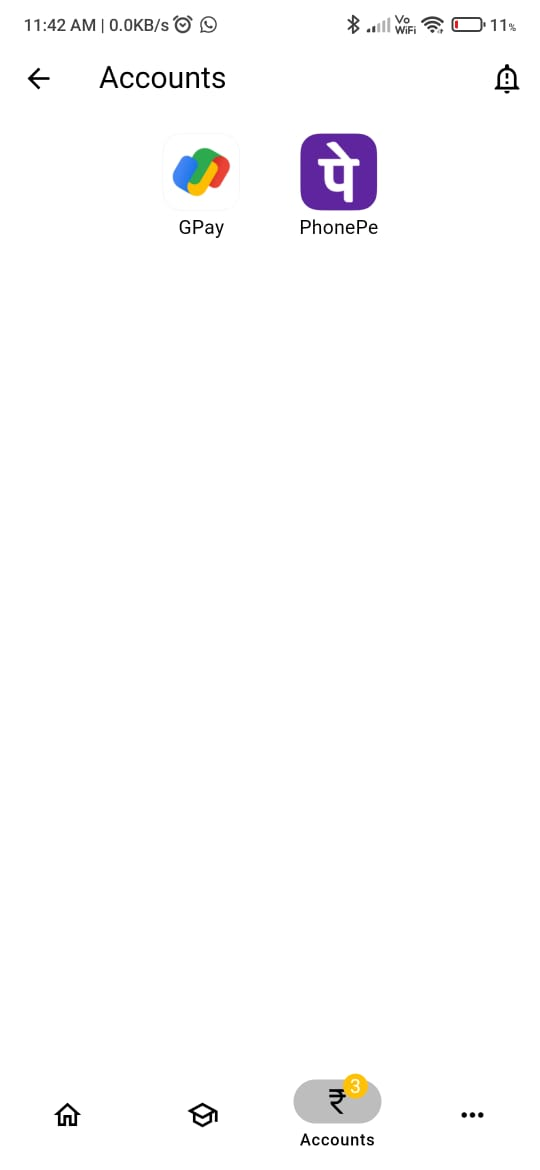 11:42 AM | 0.0KB/s Vo WiFi 11%
Accounts
पे
GPay PhonePe
₹ 3
Accounts